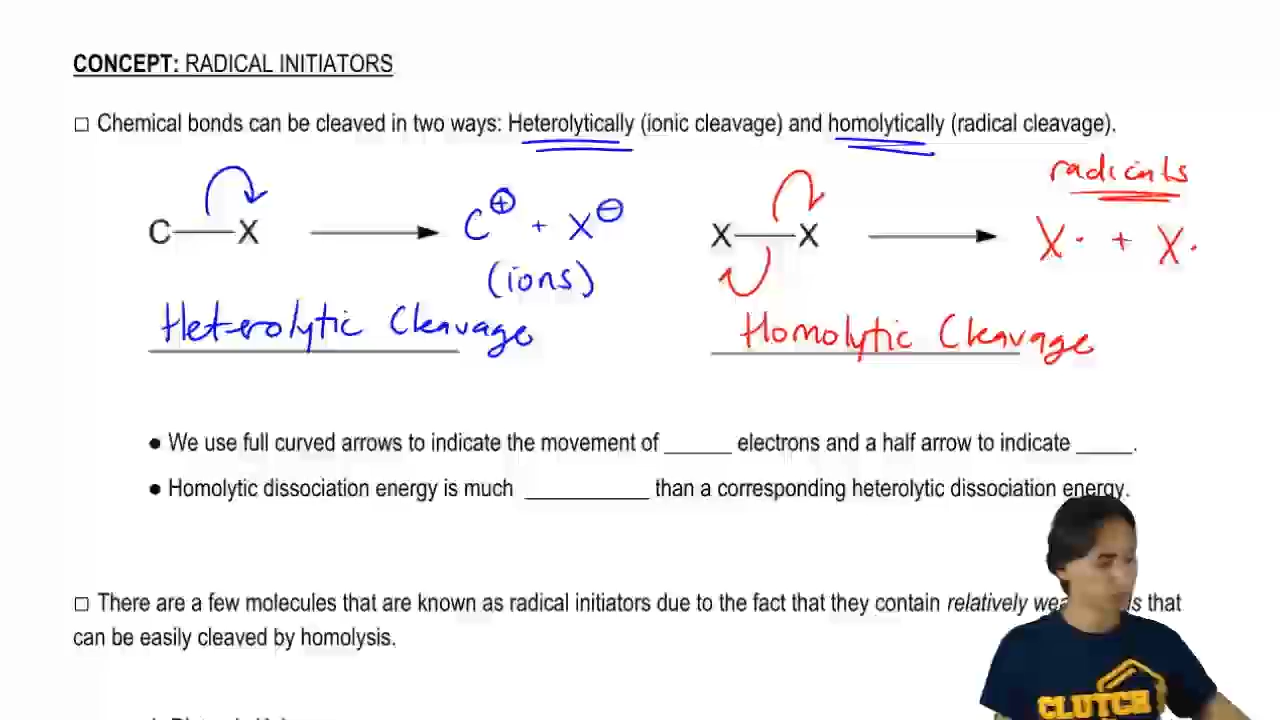 CONCEPT: RADICAL INITIATORS
□ Chemical bonds can be cleaved in two ways: Heterolytically (ionic cleavage) and homolytically (radical cleavage).
radicals
C—X → C⊕ + X⊖
X—X → X· + X·
(ions)
Heterolytic Cleavage
Homolytic Cleavage
● We use full curved arrows to indicate the movement of ______ electrons and a half arrow to indicate _____.
● Homolytic dissociation energy is much ___________ than a corresponding heterolytic dissociation energy.
□ There are a few molecules that are known as radical initiators due to the fact that they contain relatively that
can be easily cleaved by homolysis.
CLUTCH